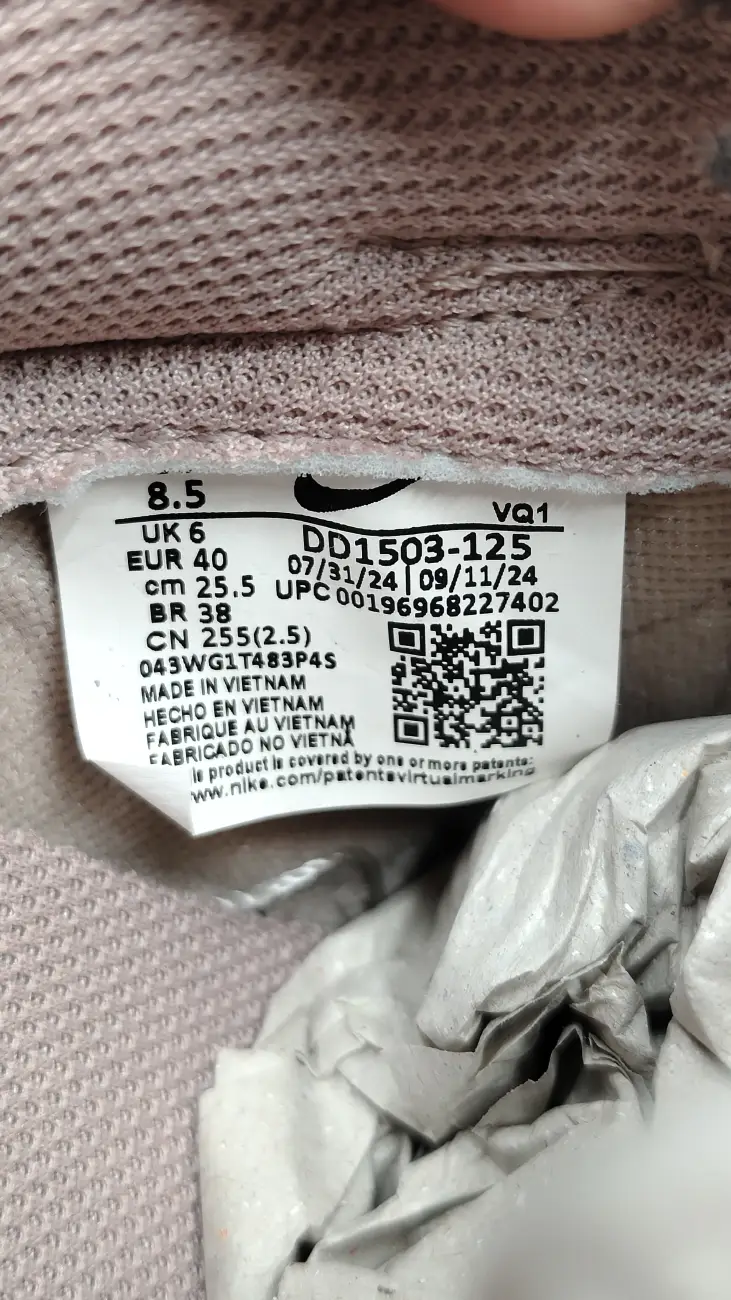 8.5
VQ1
UK 6
DD1503-125
EUR 40
07/31/24 | 09/11/24
cm 25.5
UPC 00196968227402
BR 38
CN 255(2.5)
043WG1T483P4S
MADE IN VIETNAM
HECHO EN VIETNAM
FABRIQUE AU VIETNAM
FABRICADO NO VIETNA
is product is covered by one or more patents:
www.nike.com/patentsvirtualmarking